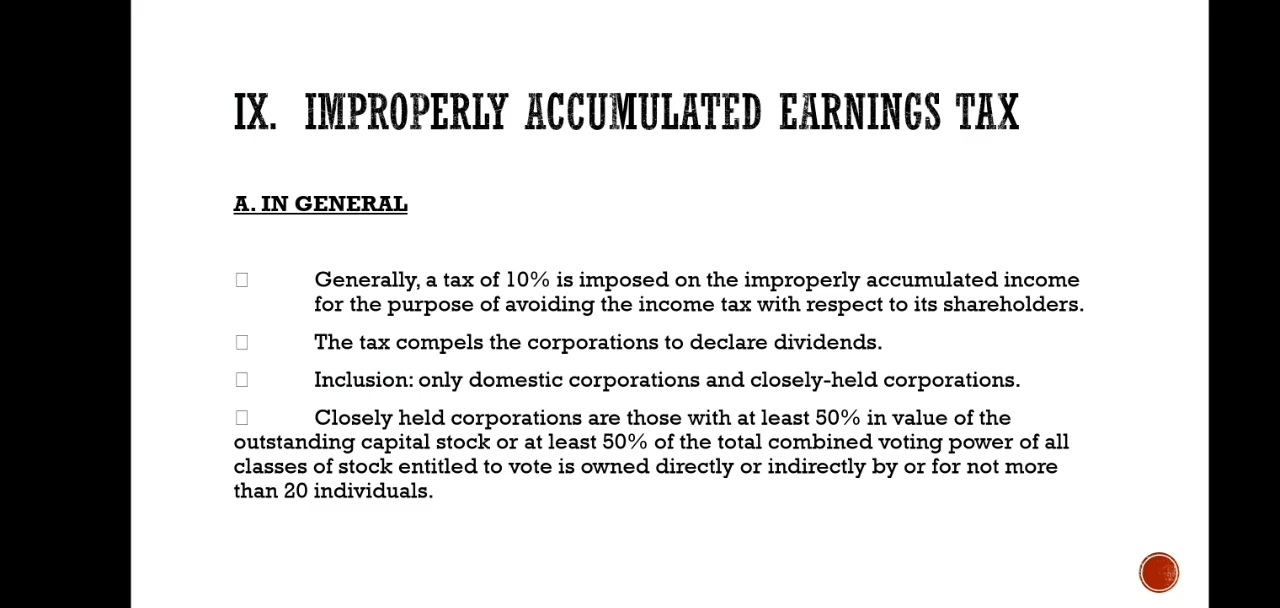 IX. IMPROPERLY ACCUMULATED EARNINGS TAX
A. IN GENERAL
Generally, a tax of 10% is imposed on the improperly accumulated income
for the purpose of avoiding the income tax with respect to its shareholders.
The tax compels the corporations to declare dividends.
Inclusion: only domestic corporations and closely-held corporations.
Closely held corporations are those with at least 50% in value of the
outstanding capital stock or at least 50% of the total combined voting power of all
classes of stock entitled to vote is owned directly or indirectly by or for not more
than 20 individuals.